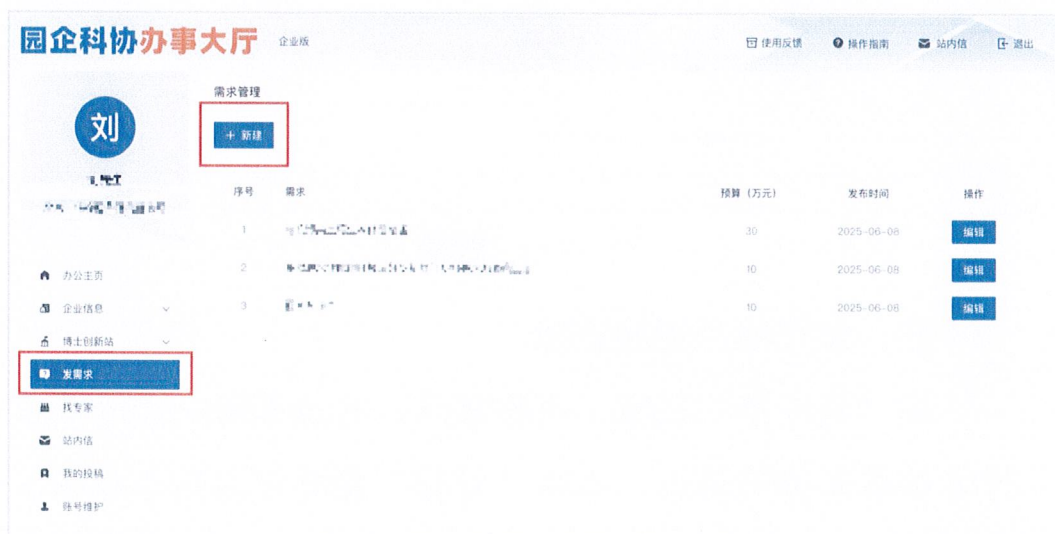 园企科协办事大厅 企业版 使用反馈 操作指南 站内信 退出
需求管理
刘
+ 新建
序号 需求 预算（万元） 发布时间 操作
1 30 2025-06-08 编辑
2 10 2025-06-08 编辑
3 10 2025-06-08 编辑
办公主页
企业信息
博士创新站
发需求
找专家
站内信
我的投稿
账号维护